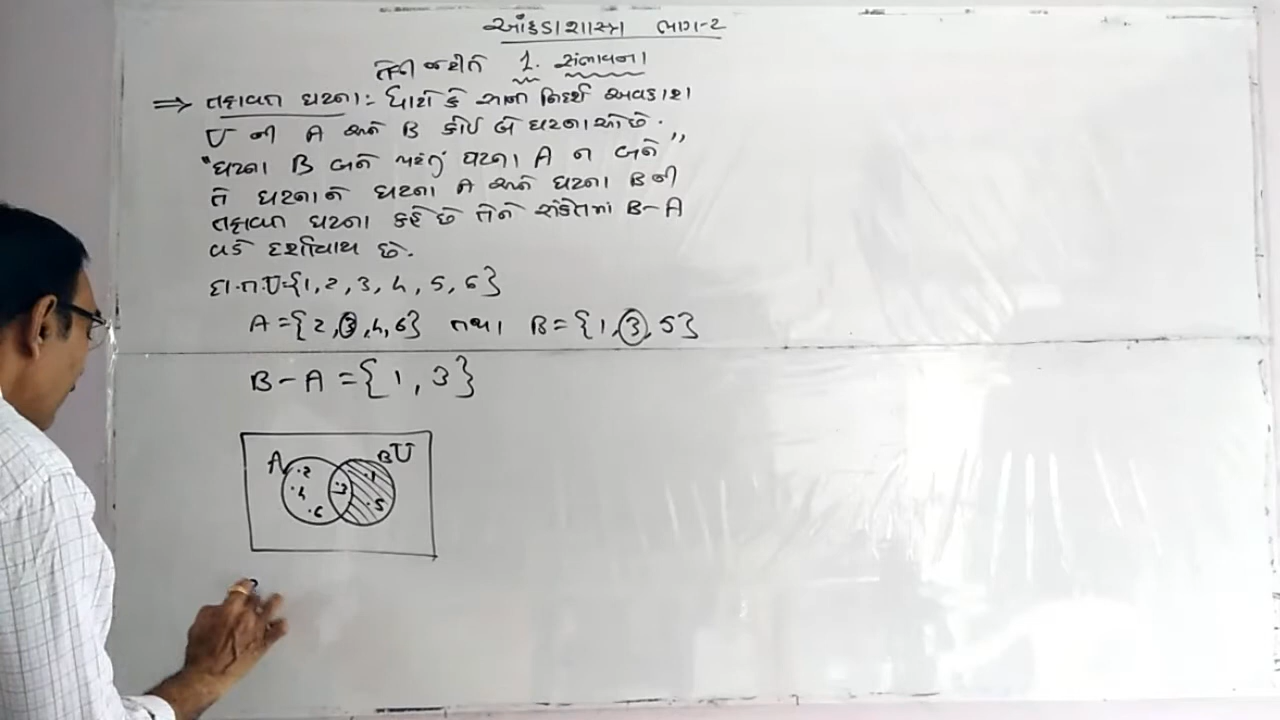 આંકડાશાસ્ત્ર ભાગ-૨
1. સંભાવના
⇒ તફાવત ઘટના:- ધારો કે સાન્ત નિદર્શ અવકાશ
U ની A અને B કોઈ બે ઘટનાઓ છે.
"ઘટના B બને પરંતુ ઘટના A ન બને"
તે ઘટનાને ઘટના A અને ઘટના B ની
તફાવત ઘટના કહે છે તેને સંકેતમાં B-A
વડે દર્શાવાય છે.
દા.ત. U={1, 2, 3, 4, 5, 6}
A={2, 3, 4, 6} તથા B={1, 3, 5}
B-A={1, 3}
A B U
.2 .1
.4 .3
.6 .5